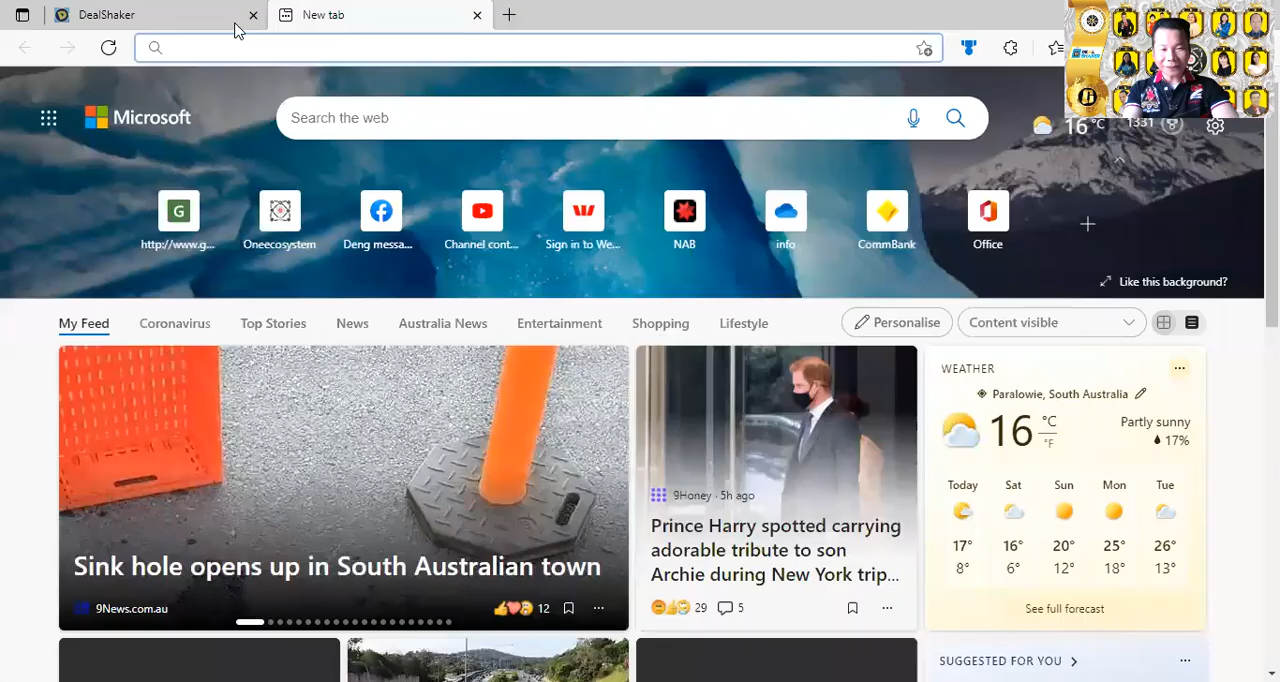 DealShaker
New tab
Microsoft
Search the web
16 °C
1331
G
http://www.g...
Oneecosystem
Deng messa...
Channel cont...
Sign in to We...
NAB
info
CommBank
Office
Like this background?
My Feed
Coronavirus
Top Stories
News
Australia News
Entertainment
Shopping
Lifestyle
Personalise
Content visible
Sink hole opens up in South Australian town
9News.com.au
12
9Honey · 5h ago
Prince Harry spotted carrying
adorable tribute to son
Archie during New York trip...
29
5
WEATHER
Paralowie, South Australia
16 °C
°F
Partly sunny
17%
Today Sat Sun Mon Tue
17° 16° 20° 25° 26°
8° 6° 12° 18° 13°
See full forecast
SUGGESTED FOR YOU